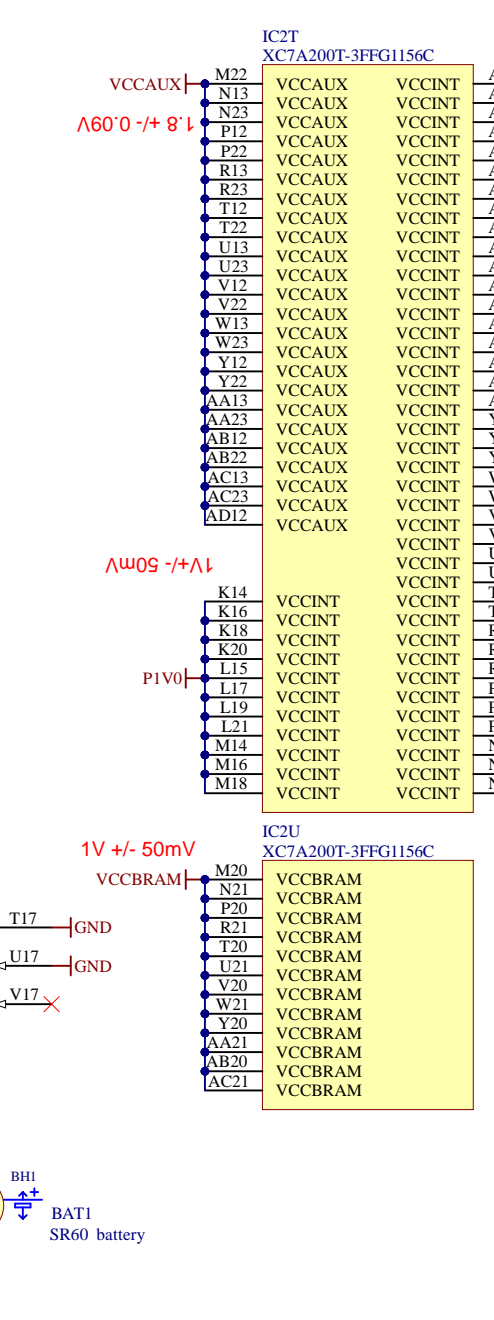 IC2T
XC7A200T-3FFG1156C
VCCAUX M22 VCCAUX VCCINT
N13 VCCAUX VCCINT
1.8 +/- 0.09V N23 VCCAUX VCCINT
P12 VCCAUX VCCINT
P22 VCCAUX VCCINT
R13 VCCAUX VCCINT
R23 VCCAUX VCCINT
T12 VCCAUX VCCINT
T22 VCCAUX VCCINT
U13 VCCAUX VCCINT
U23 VCCAUX VCCINT
V12 VCCAUX VCCINT
V22 VCCAUX VCCINT
W13 VCCAUX VCCINT
W23 VCCAUX VCCINT
Y12 VCCAUX VCCINT
Y22 VCCAUX VCCINT
AA13 VCCAUX VCCINT
AA23 VCCAUX VCCINT
AB12 VCCAUX VCCINT
AB22 VCCAUX VCCINT
AC13 VCCAUX VCCINT
AC23 VCCAUX VCCINT
AD12 VCCAUX VCCINT
VCCINT
1V+/- 50mV VCCINT
VCCINT
K14 VCCINT VCCINT
K16 VCCINT VCCINT
K18 VCCINT VCCINT
K20 VCCINT VCCINT
P1V0 L15 VCCINT VCCINT
L17 VCCINT VCCINT
L19 VCCINT VCCINT
L21 VCCINT VCCINT
M14 VCCINT VCCINT
M16 VCCINT VCCINT
M18 VCCINT VCCINT
IC2U
1V +/- 50mV XC7A200T-3FFG1156C
VCCBRAM M20 VCCBRAM
N21 VCCBRAM
P20 VCCBRAM
R21 VCCBRAM
T20 VCCBRAM
U21 VCCBRAM
V20 VCCBRAM
W21 VCCBRAM
Y20 VCCBRAM
AA21 VCCBRAM
AB20 VCCBRAM
AC21 VCCBRAM
T17 GND
U17 GND
V17
BH1
+
BAT1
SR60 battery